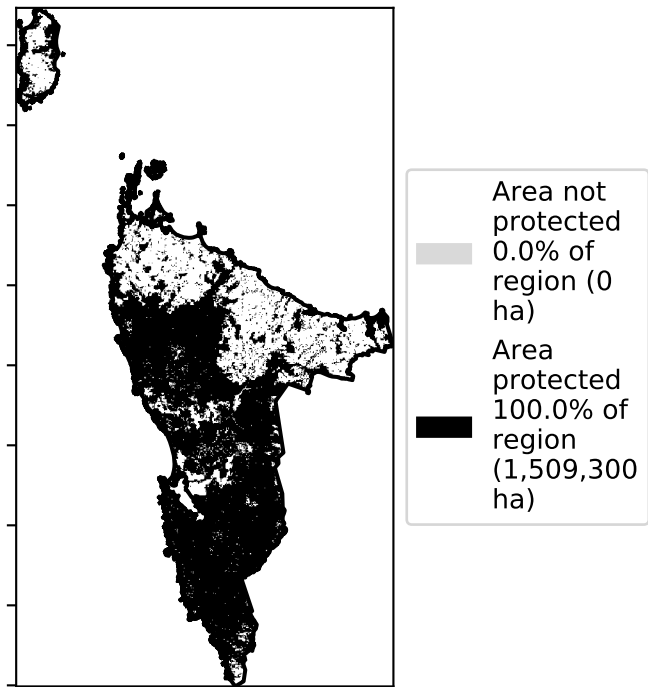 Area not
protected
0.0% of
region (0
ha)
Area
protected
100.0% of
region
(1,509,300
ha)